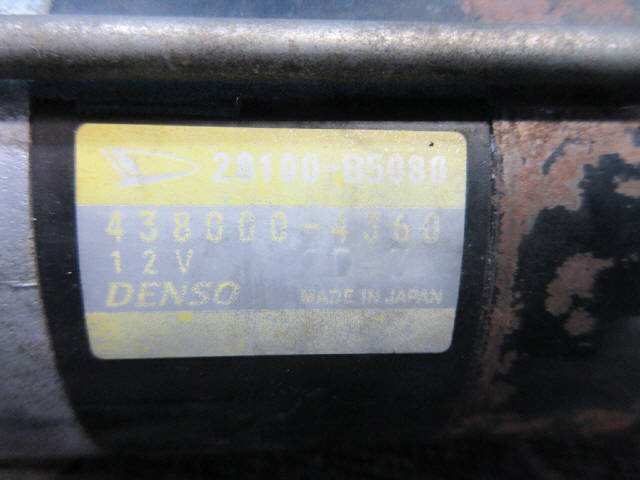 28100-B5080
438000-4360
12V
DENSO MADE IN JAPAN